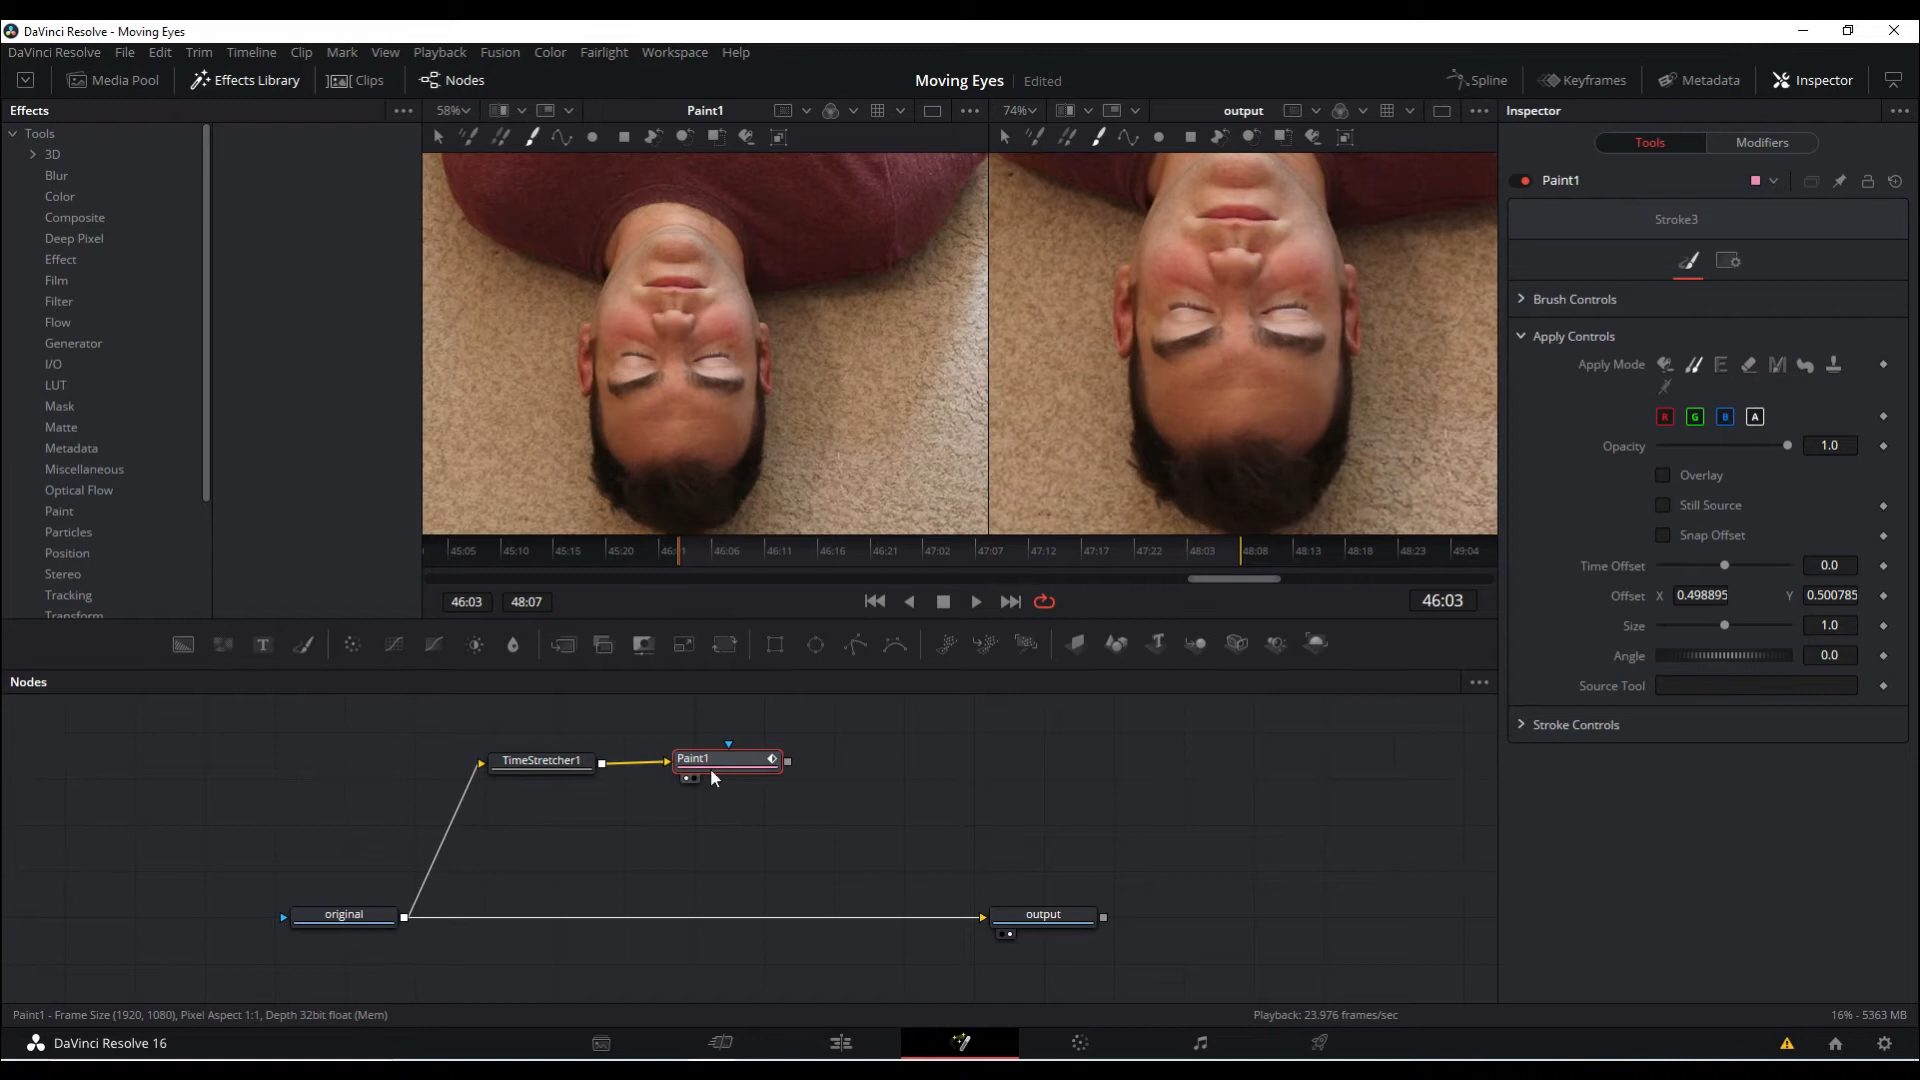 DaVinci Resolve - Moving Eyes
DaVinci Resolve File Edit Trim Timeline Clip Mark View Playback Fusion Color Fairlight Workspace Help
Media Pool Effects Library Clips Nodes Moving Eyes Edited Spline Keyframes Metadata Inspector
Effects 58% Paint1 74% output Inspector
Tools
3D
Blur
Color
Composite
Deep Pixel
Effect
Film
Filter
Flow
Generator
I/O
LUT
Mask
Matte
Metadata
Miscellaneous
Optical Flow
Paint
Particles
Position
Stereo
Tracking
Transform
45:05 45:10 45:15 45:20 46:06 46:11 46:16 46:21 47:02 47:07 47:12 47:17 47:22 48:03 48:08 48:13 48:18 48:23 49:04
46:03 48:07 46:03
Tools Modifiers
Paint1
Stroke3
Brush Controls
Apply Controls
Apply Mode
R G B A
Opacity 1.0
Overlay
Still Source
Snap Offset
Time Offset 0.0
Offset X 0.498895 Y 0.500785
Size 1.0
Angle 0.0
Source Tool
Stroke Controls
T
Nodes
TimeStretcher1 Paint1
original output
Paint1 - Frame Size (1920, 1080), Pixel Aspect 1:1, Depth 32bit float (Mem) Playback: 23.976 frames/sec 16% - 5363 MB
DaVinci Resolve 16